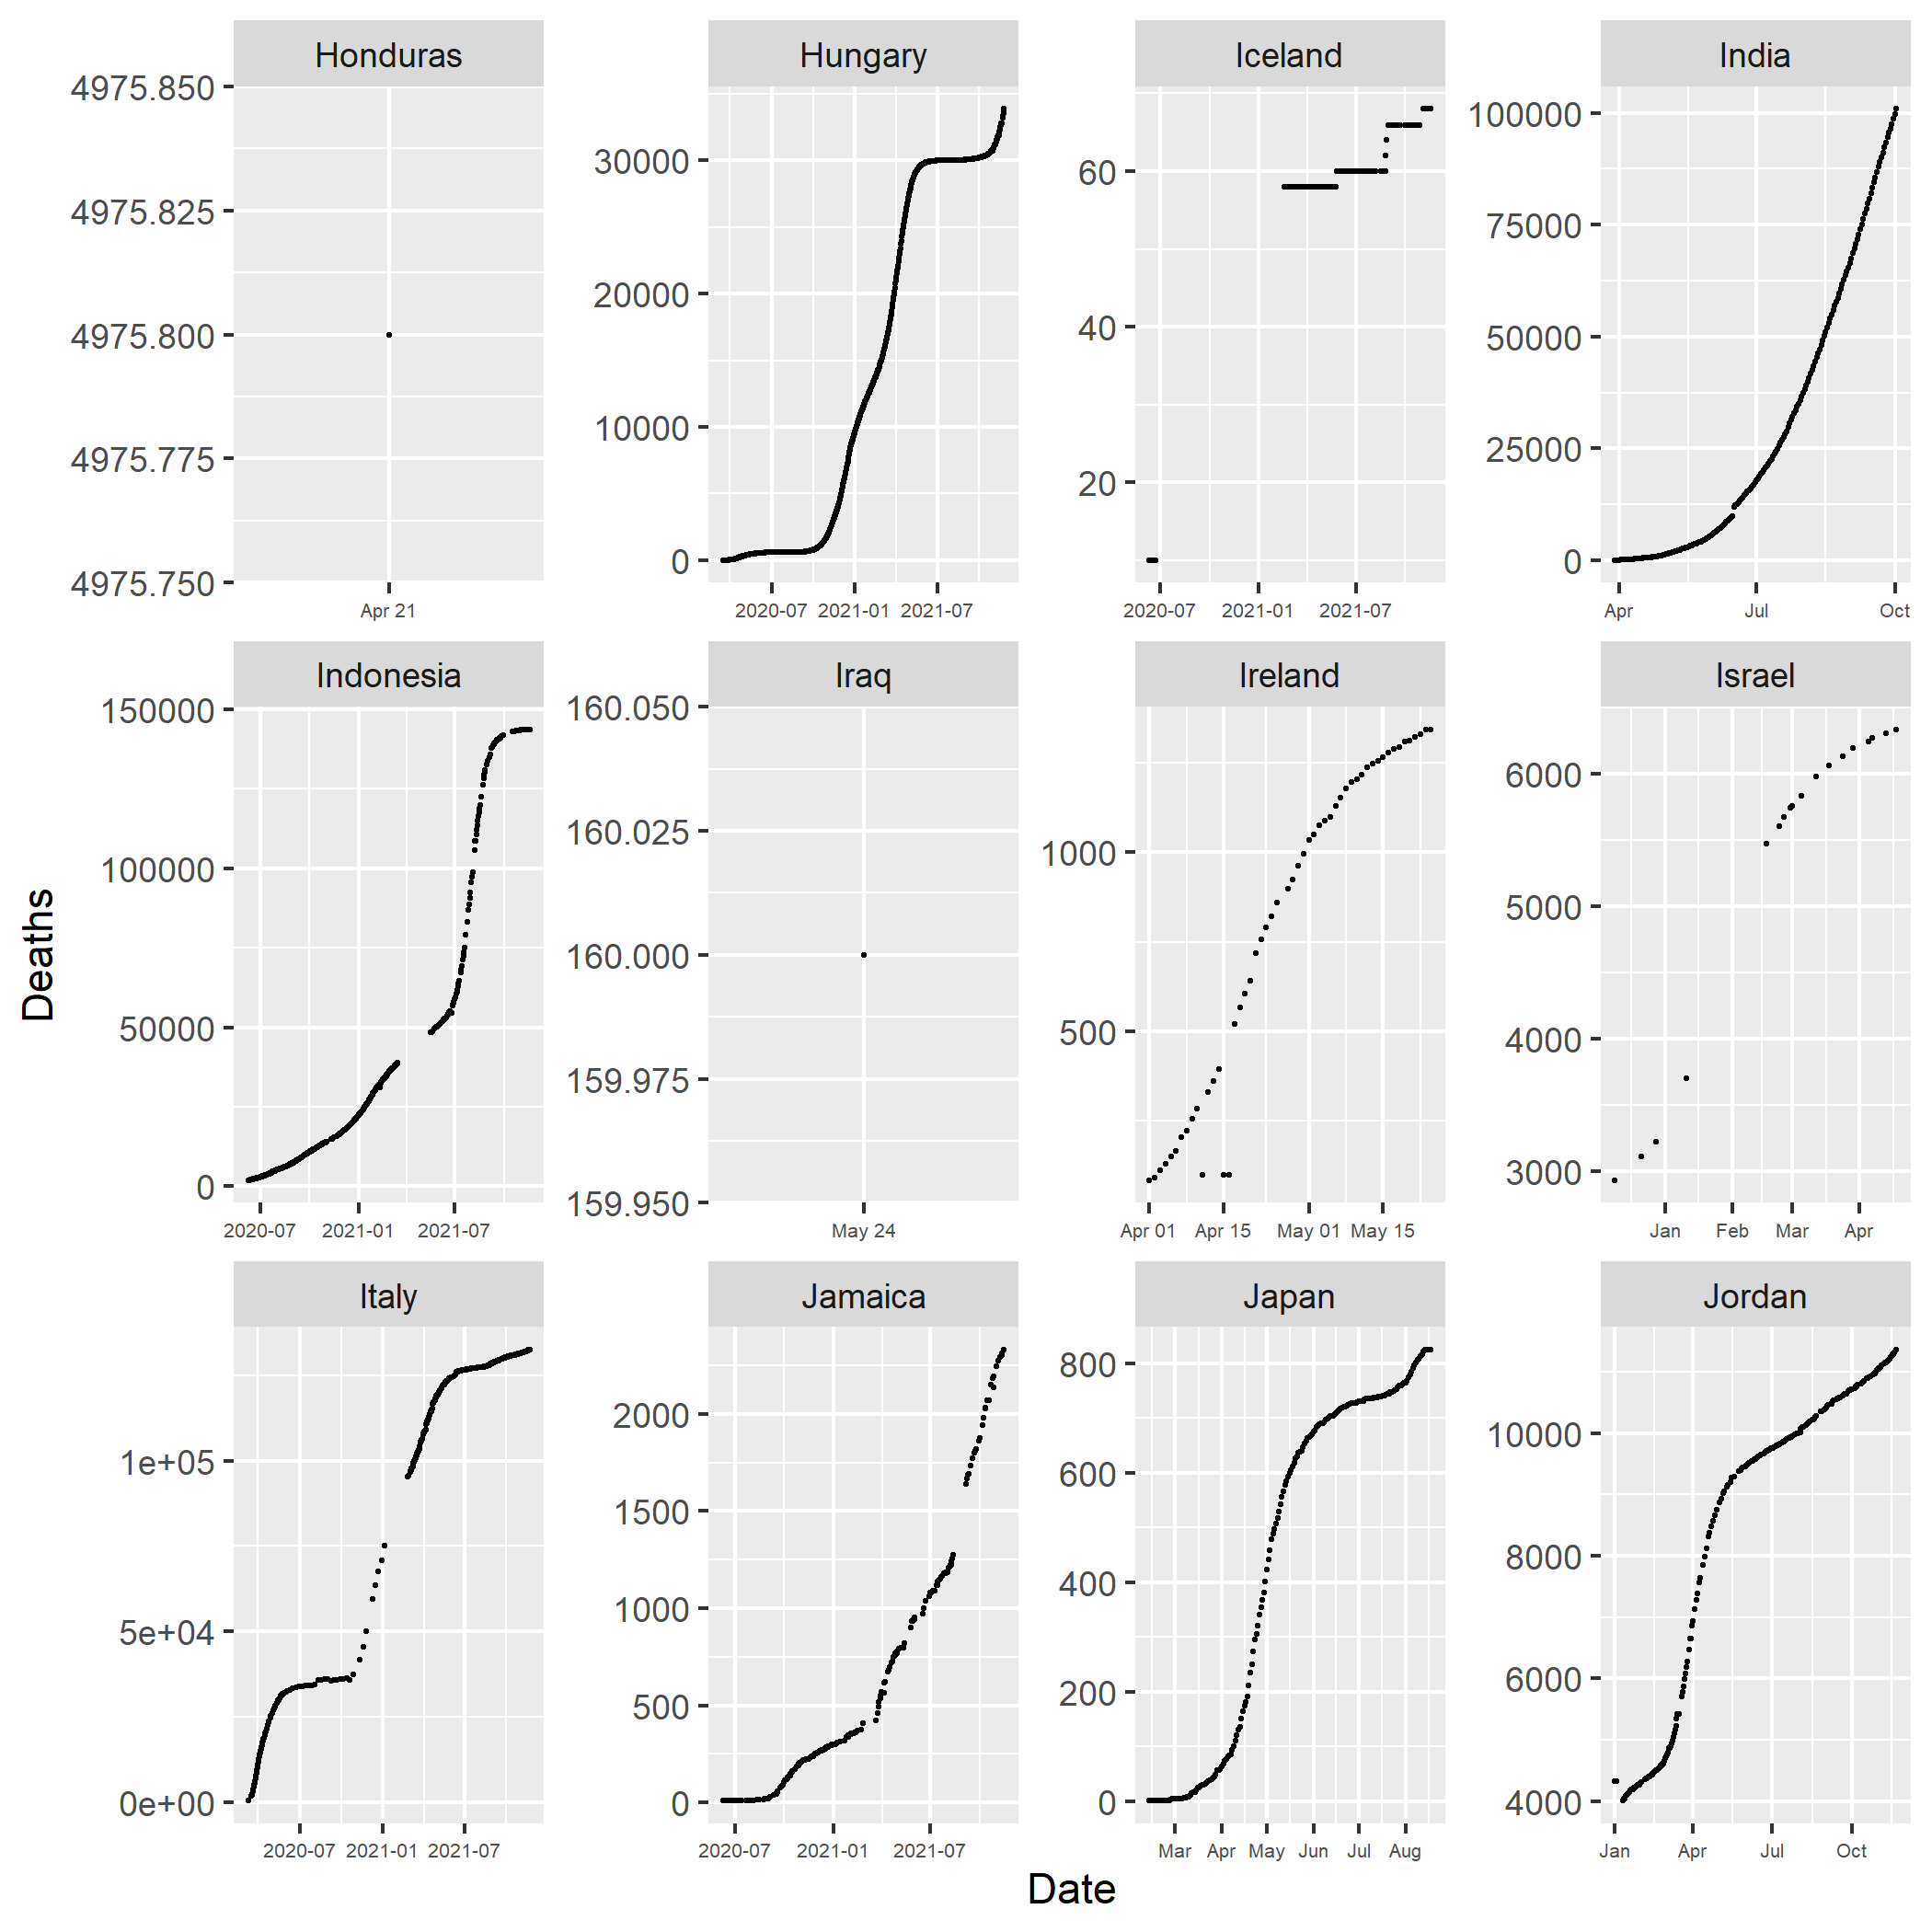 Honduras
4975.850
4975.825
4975.800
4975.775
4975.750
Apr 21
Hungary
30000
20000
10000
0
2020-07 2021-01 2021-07
Iceland
60
40
20
2020-07 2021-01 2021-07
India
100000
75000
50000
25000
0
Apr Jul Oct
Deaths
Indonesia
150000
100000
50000
0
2020-07 2021-01 2021-07
Iraq
160.050
160.025
160.000
159.975
159.950
May 24
Ireland
1000
500
Apr 01 Apr 15 May 01 May 15
Israel
6000
5000
4000
3000
Jan Feb Mar Apr
Italy
1e+05
5e+04
0e+00
2020-07 2021-01 2021-07
Jamaica
2000
1500
1000
500
0
2020-07 2021-01 2021-07
Japan
800
600
400
200
0
Mar Apr May Jun Jul Aug
Jordan
10000
8000
6000
4000
Jan Apr Jul Oct
Date